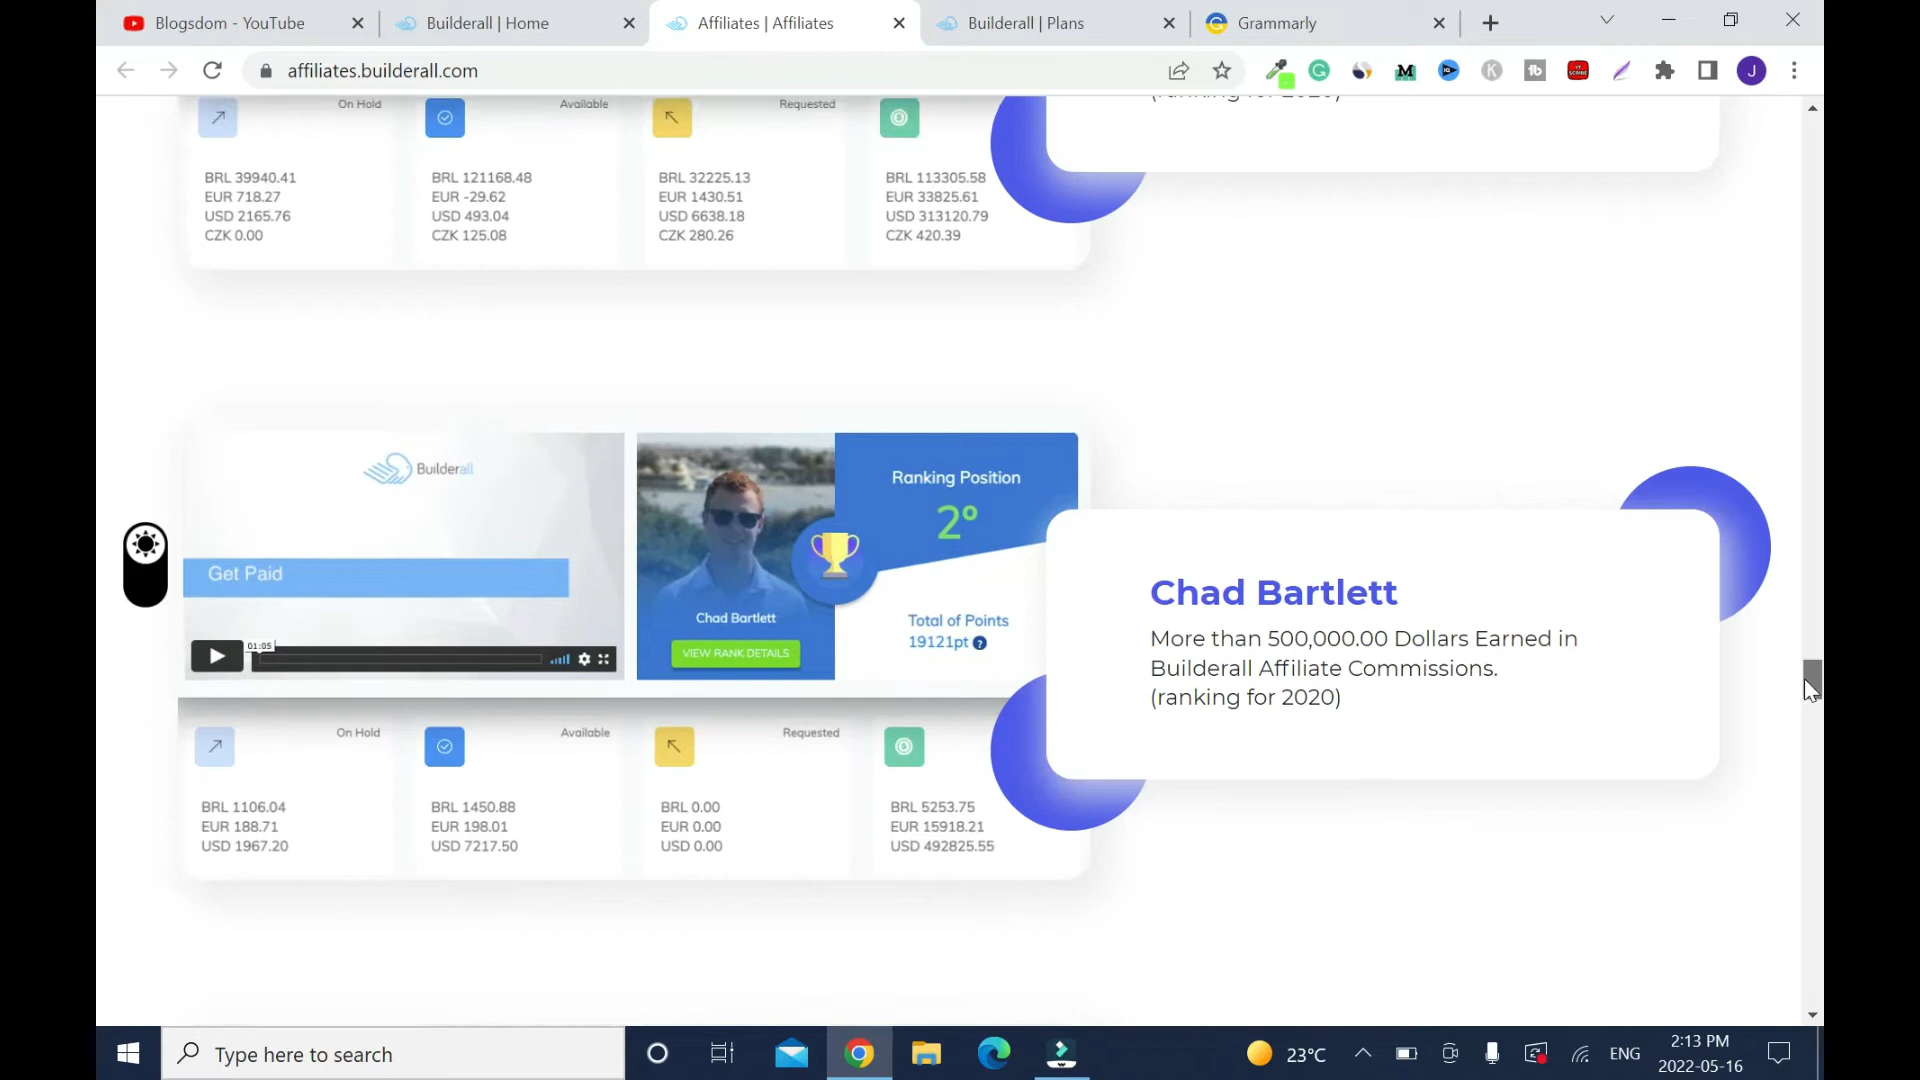 Blogsdom - YouTube
Builderall | Home
Affiliates | Affiliates
Builderall | Plans
Grammarly
affiliates.builderall.com
J
(ranking for 2020)
On Hold
Available
Requested
BRL 39940.41
EUR 718.27
USD 2165.76
CZK 0.00
BRL 121168.48
EUR -29.62
USD 493.04
CZK 125.08
BRL 32225.13
EUR 1430.51
USD 6638.18
CZK 280.26
BRL 113305.58
EUR 33825.61
USD 313120.79
CZK 420.39
Builderall
Get Paid
01:05
Chad Bartlett
VIEW RANK DETAILS
Ranking Position
2º
Total of Points
19121pt ?
Chad Bartlett
More than 500,000.00 Dollars Earned in
Builderall Affiliate Commissions.
(ranking for 2020)
On Hold
Available
Requested
BRL 1106.04
EUR 188.71
USD 1967.20
BRL 1450.88
EUR 198.01
USD 7217.50
BRL 0.00
EUR 0.00
USD 0.00
BRL 5253.75
EUR 15918.21
USD 492825.55
Type here to search
23°C
ENG
2:13 PM
2022-05-16